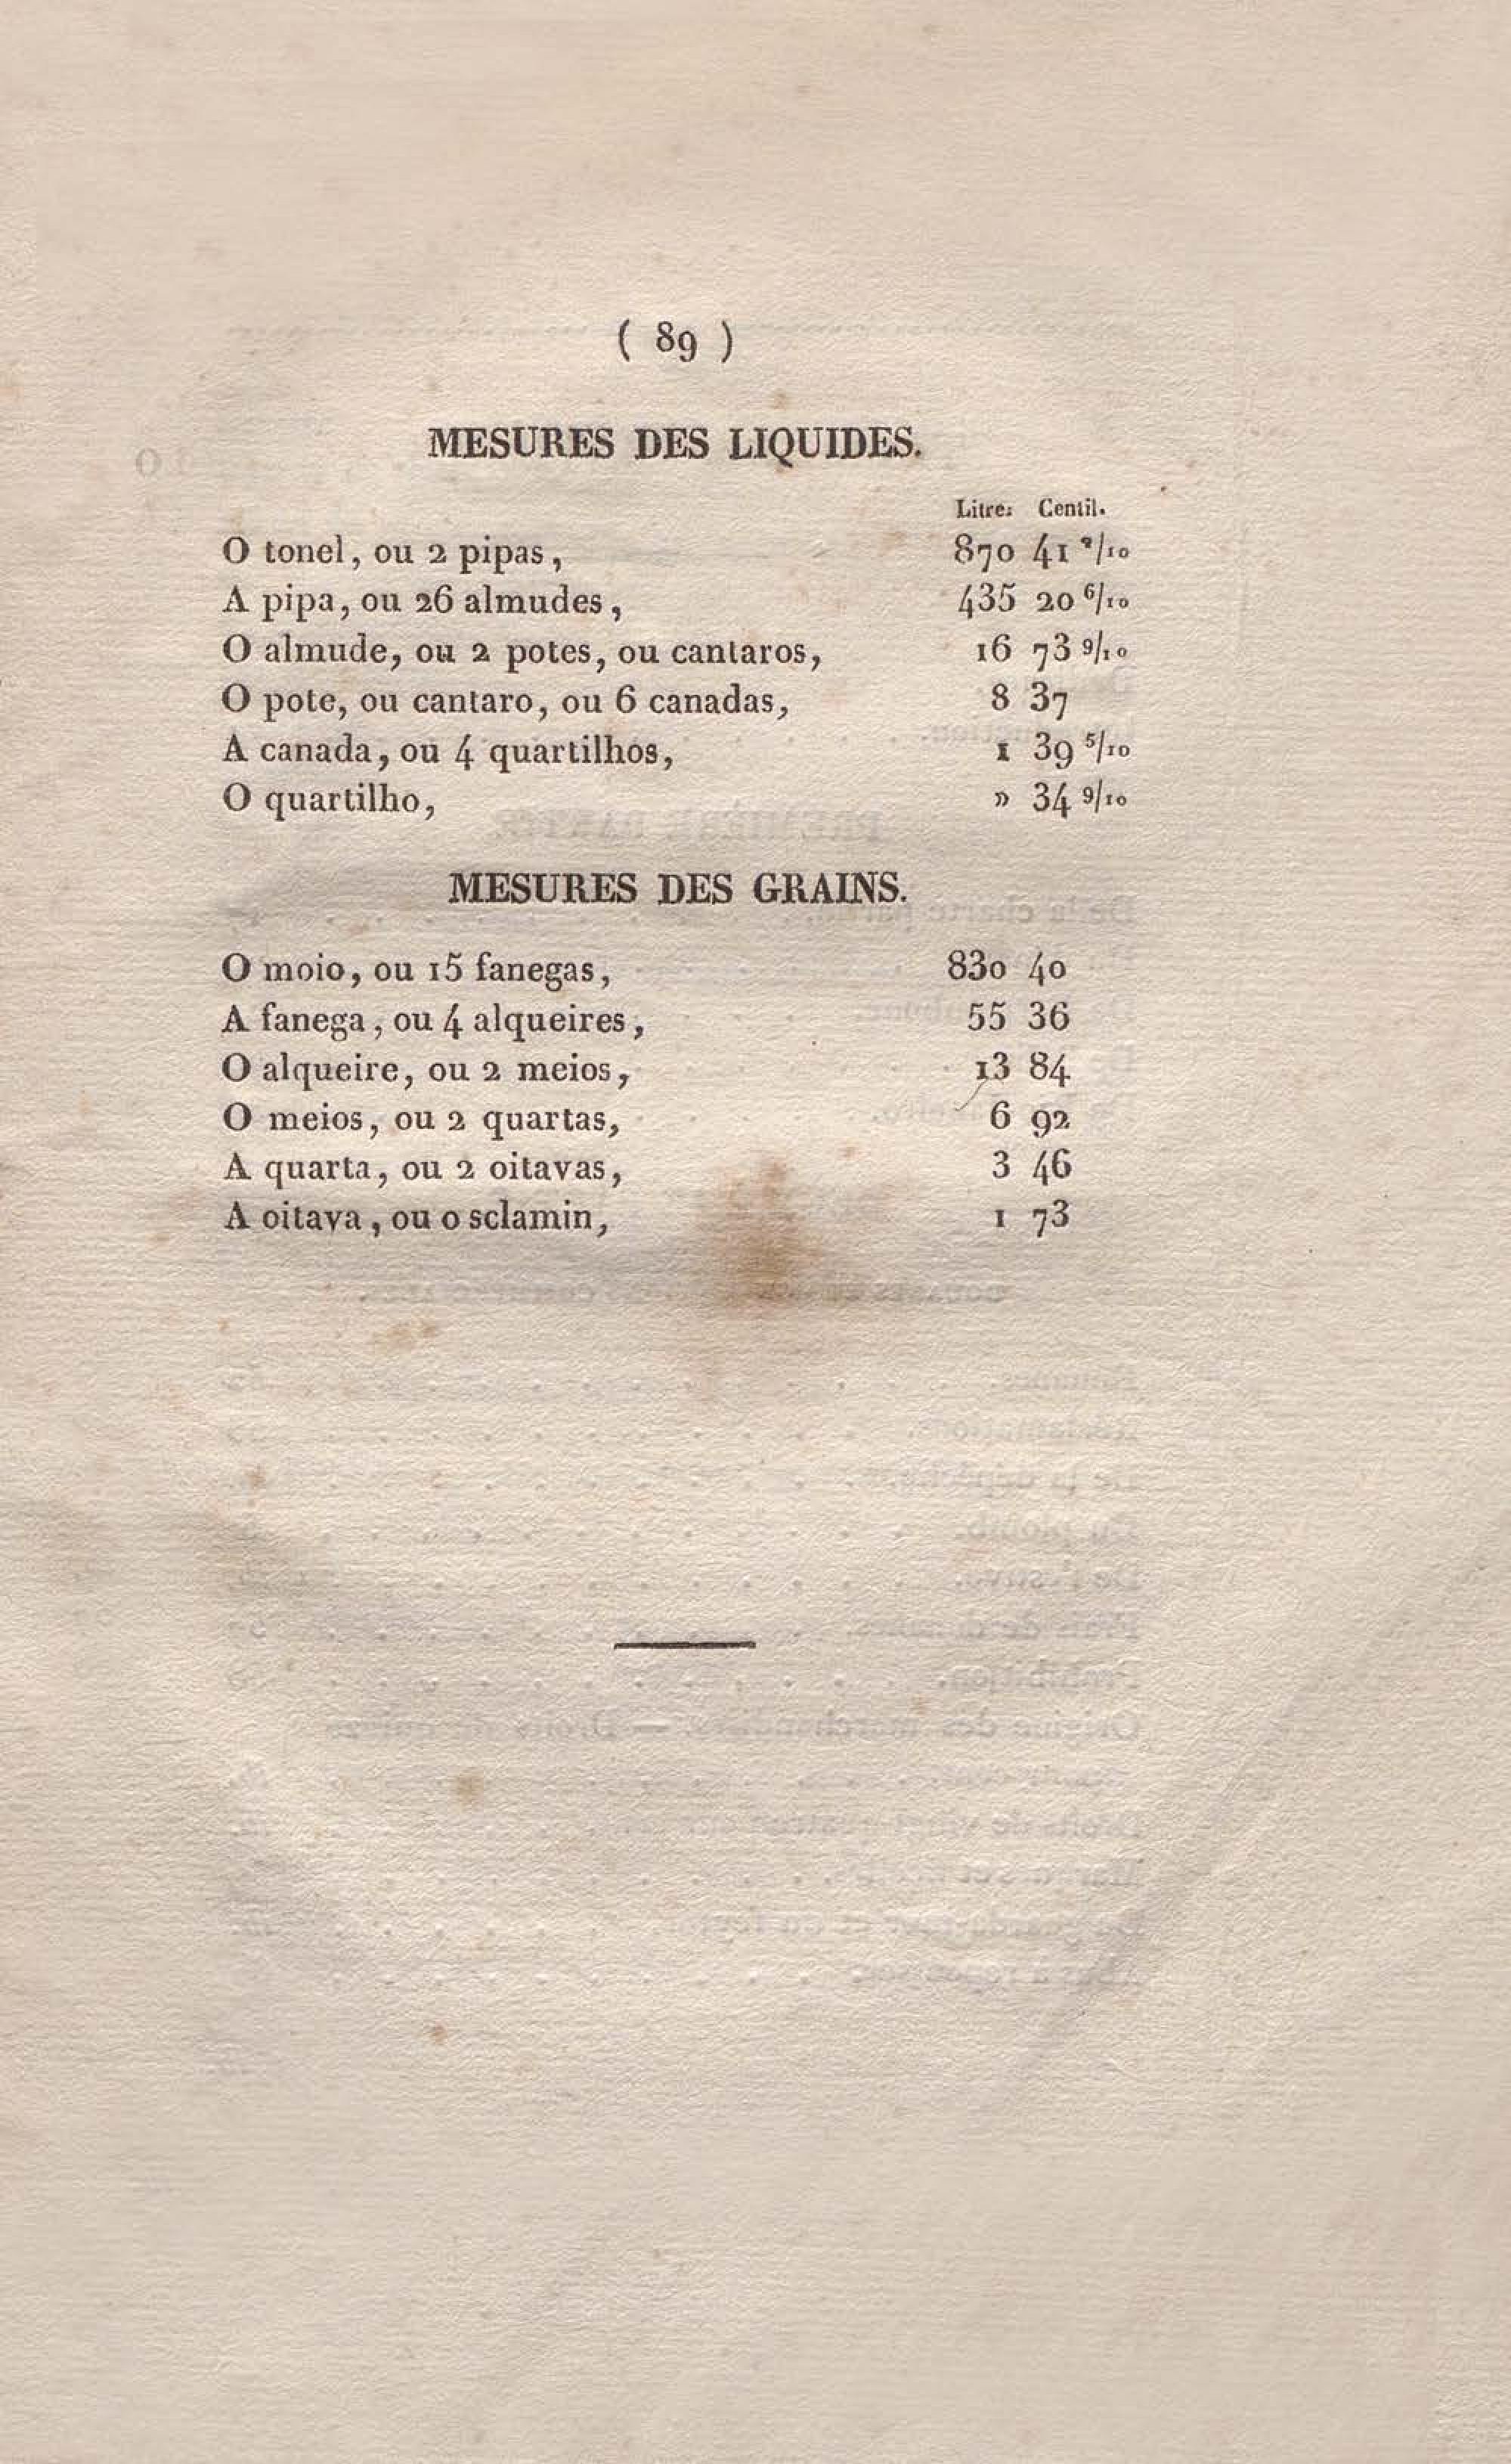 ( 89 )
MESURES DES LIQUIDES.
Litres Centil.
O tonel, ou 2 pipas, 870 41 2/10
A pipa, ou 26 almudes, 435 20 6/10
O almude, ou 2 potes, ou cantaros, 16 73 9/10
O pote, ou cantaro, ou 6 canadas, 8 37
A canada, ou 4 quartilhos, 1 39 5/10
O quartilho, » 34 9/10
MESURES DES GRAINS.
O moio, ou 15 fanegas, 830 40
A fanega, ou 4 alqueires, 55 36
O alqueire, ou 2 meios, 13 84
O meios, ou 2 quartas, 6 92
A quarta, ou 2 oitavas, 3 46
A oitava, ou o sclamin, 1 73